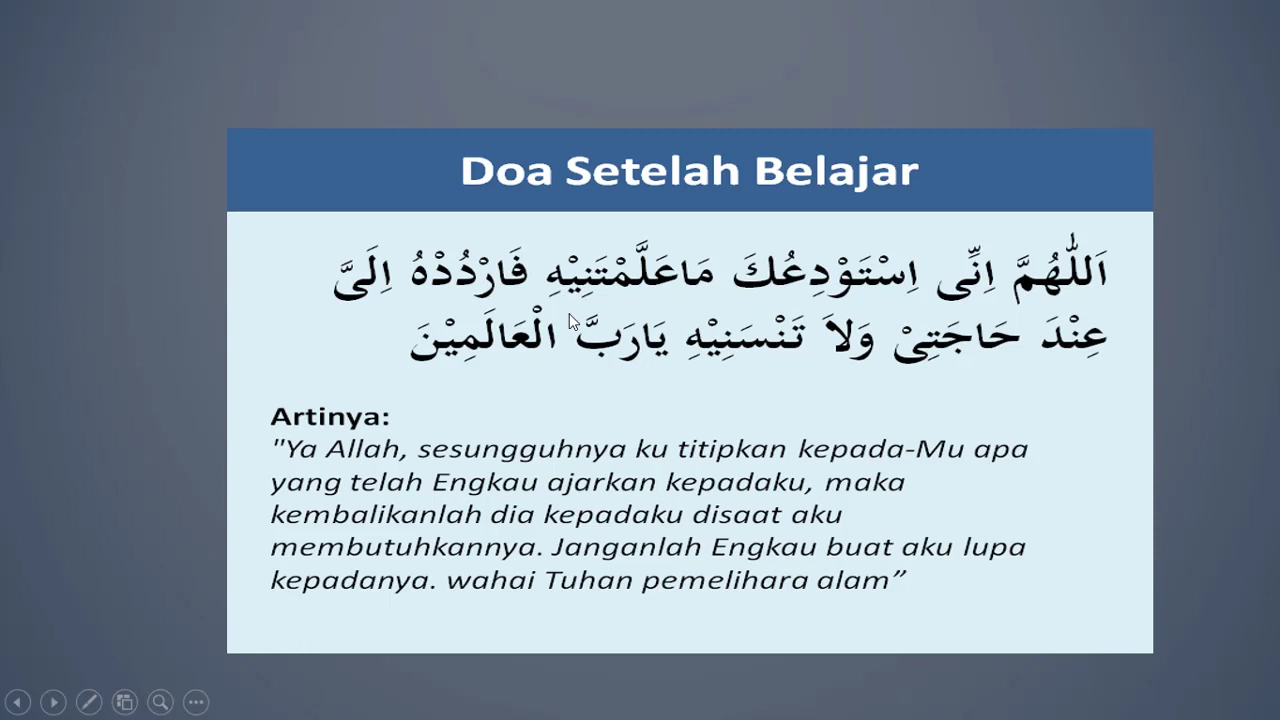 Doa Setelah Belajar
اَللّٰهُمَّ اِنِّى اِسْتَوْدِعُكَ مَاعَلَّمْتَنِيْهِ فَارْدُدْهُ اِلَىَّ
عِنْدَ حَاجَتِىْ وَلاَ تَنْسَنِيْهِ يَارَبَّ الْعَالَمِيْنَ
Artinya:
"Ya Allah, sesungguhnya ku titipkan kepada-Mu apa
yang telah Engkau ajarkan kepadaku, maka
kembalikanlah dia kepadaku disaat aku
membutuhkannya. Janganlah Engkau buat aku lupa
kepadanya. wahai Tuhan pemelihara alam”